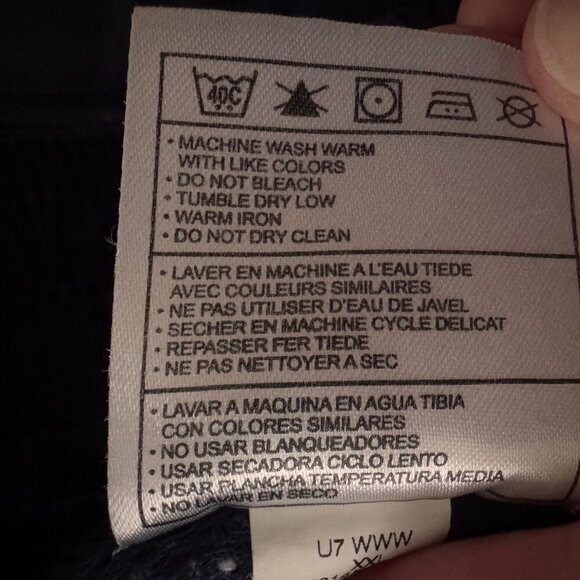 40C
• MACHINE WASH WARM
WITH LIKE COLORS
• DO NOT BLEACH
• TUMBLE DRY LOW
• WARM IRON
• DO NOT DRY CLEAN
• LAVER EN MACHINE A L'EAU TIEDE
AVEC COULEURS SIMILAIRES
• NE PAS UTILISER D'EAU DE JAVEL
• SECHER EN MACHINE CYCLE DELICAT
• REPASSER FER TIEDE
• NE PAS NETTOYER A SEC
• LAVAR A MAQUINA EN AGUA TIBIA
CON COLORES SIMILARES
• NO USAR BLANQUEADORES
• USAR SECADORA CICLO LENTO
• USAR PLANCHA TEMPERATURA MEDIA
• NO LAVAR EN SECO
U7 WWW
XXL